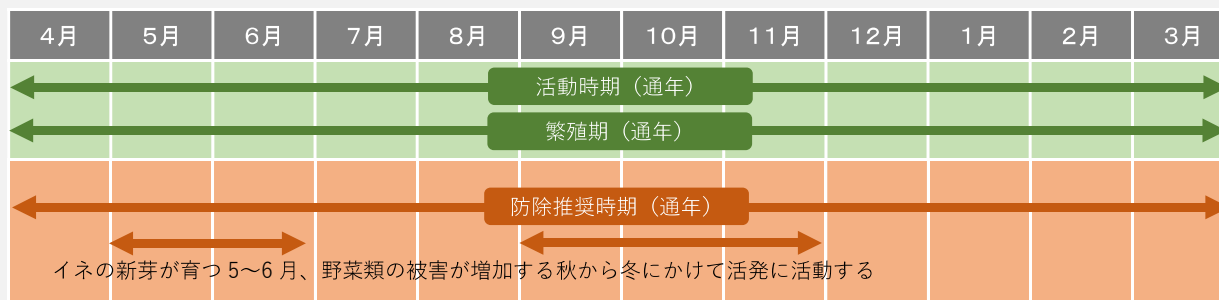 4月 5月 6月 7月 8月 9月 10月 11月 12月 1月 2月 3月
活動時期（通年）
繁殖期（通年）
防除推奨時期（通年）
イネの新芽が育つ 5～6 月、野菜類の被害が増加する秋から冬にかけて活発に活動する